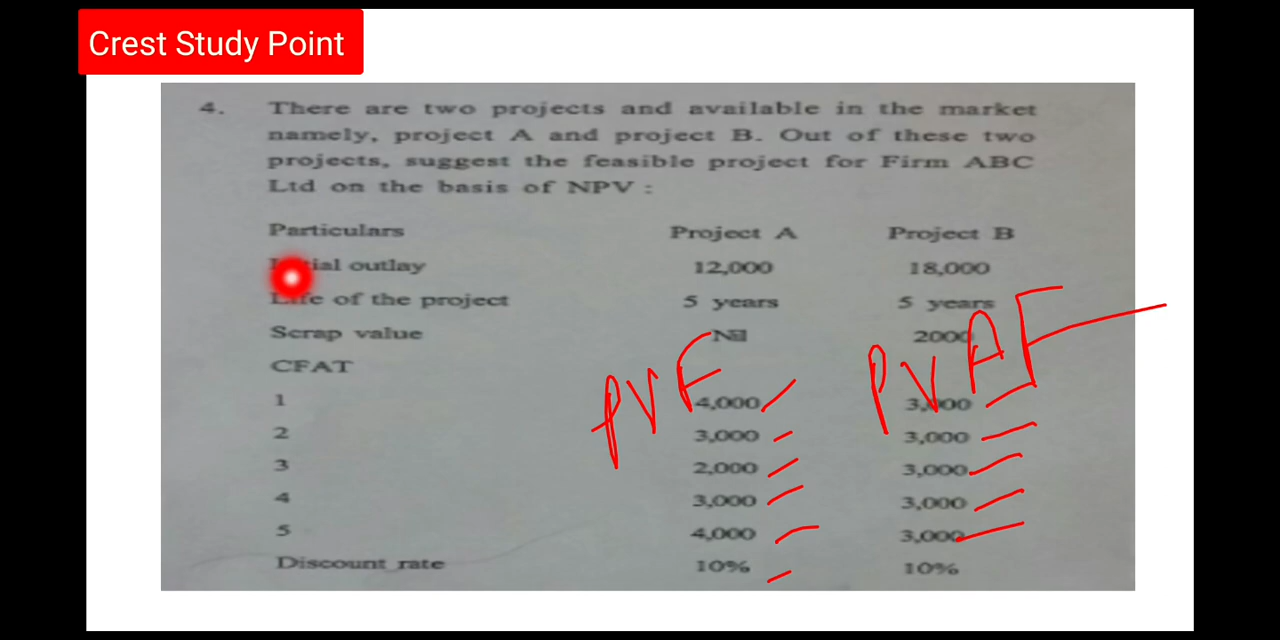 Crest Study Point
4. There are two projects and available in the market
namely, project A and project B. Out of these two
projects, suggest the feasible project for Firm ABC
Ltd on the basis of NPV :
Particulars Project A Project B
outlay 12,000 18,000
Life of the project 5 years 5 years
Scrap value Nil 2000
CFAT
PVF PVAF
1 4,000 3,000
2 3,000 3,000
3 2,000 3,000
4 3,000 3,000
5 4,000 3,000
Discount rate 10% 10%